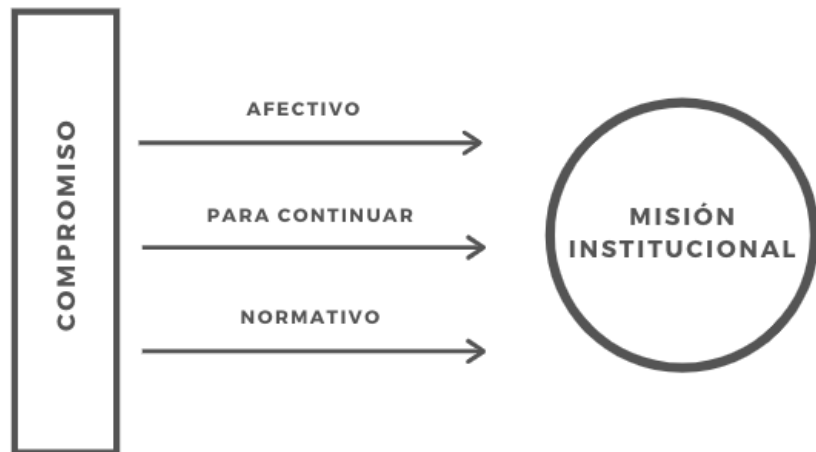 COMPROMISO
AFECTIVO
PARA CONTINUAR
NORMATIVO
MISIÓN
INSTITUCIONAL